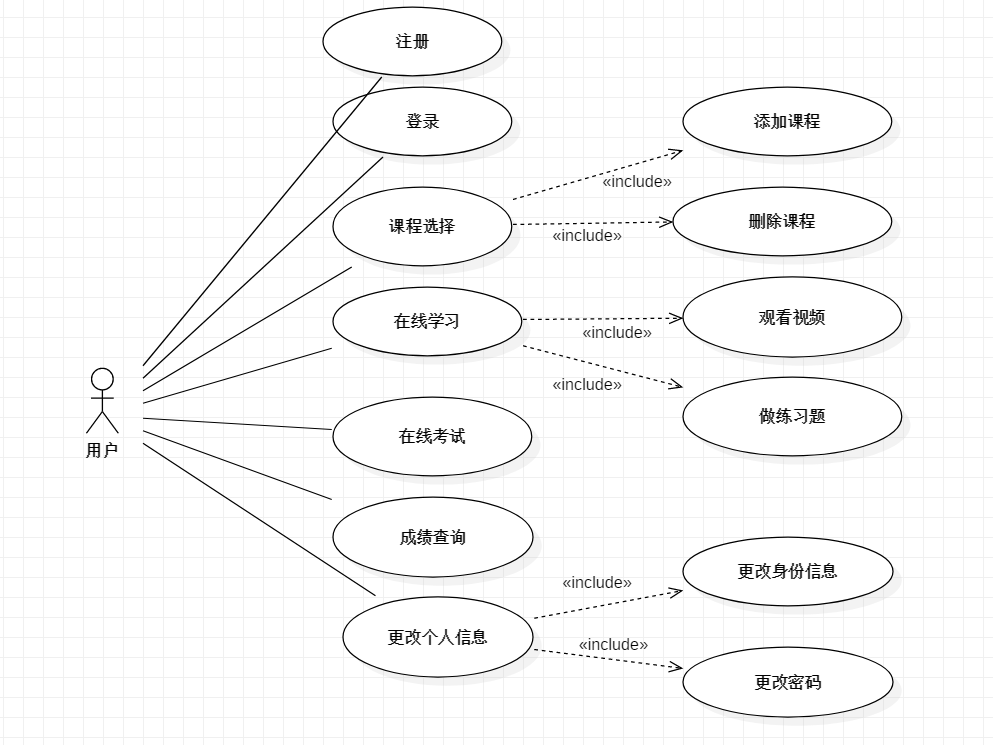 注册
登录
添加课程
«include»
课程选择
删除课程
«include»
在线学习
观看视频
«include»
«include»
做练习题
用户
在线考试
成绩查询
更改身份信息
«include»
更改个人信息
«include»
更改密码